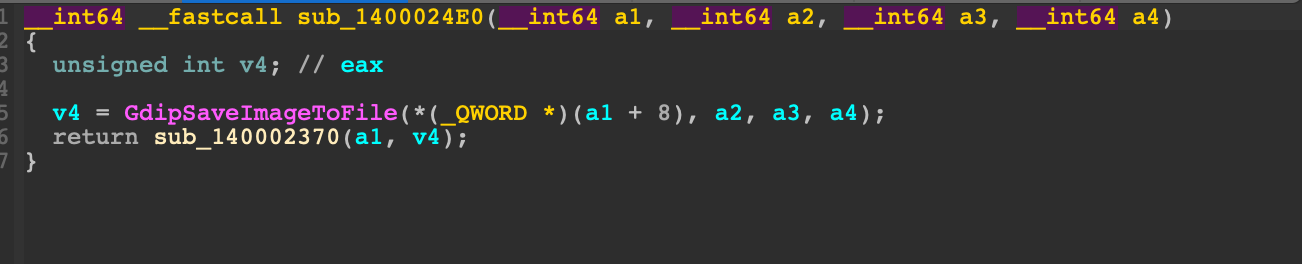 1 __int64 __fastcall sub_1400024E0(__int64 a1, __int64 a2, __int64 a3, __int64 a4)
2 {
3   unsigned int v4; // eax
4
5   v4 = GdipSaveImageToFile(*(_QWORD *)(a1 + 8), a2, a3, a4);
6   return sub_140002370(a1, v4);
7 }